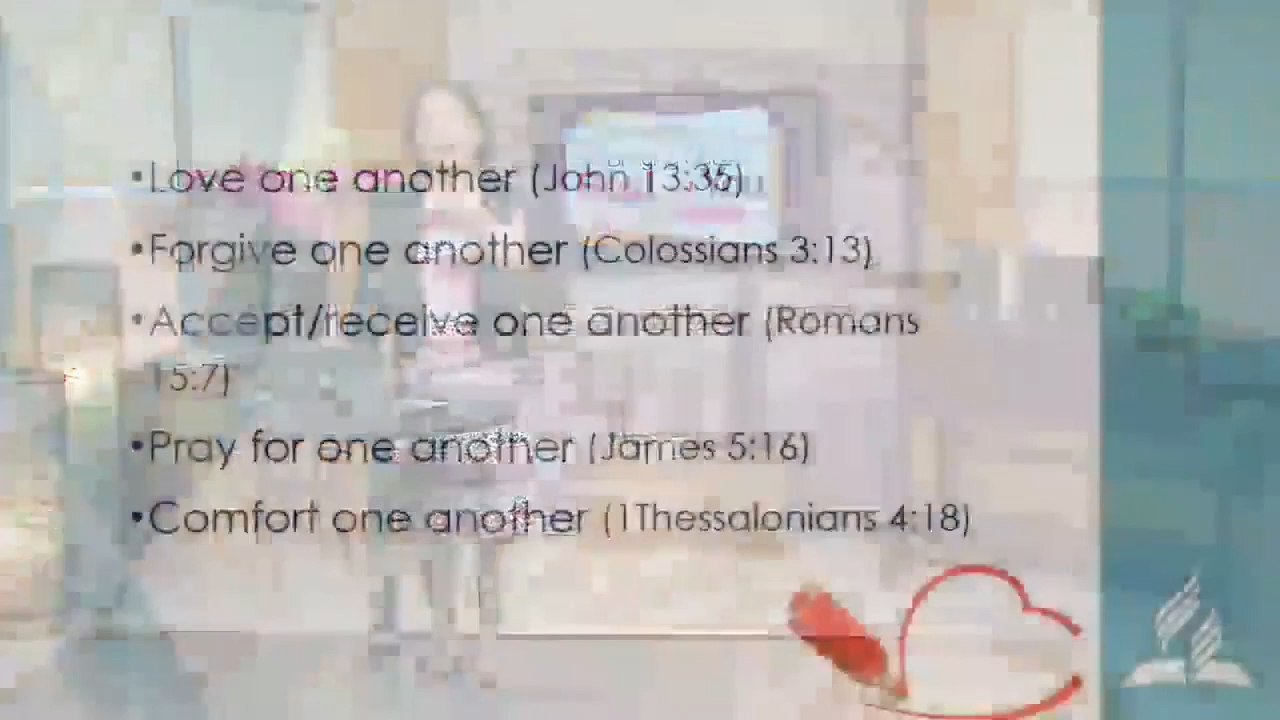 •Love one another (John 13:35)
•Forgive one another (Colossians 3:13)
•Accept/receive one another (Romans
15:7)
•Pray for one another (James 5:16)
•Comfort one another (1Thessalonians 4:18)